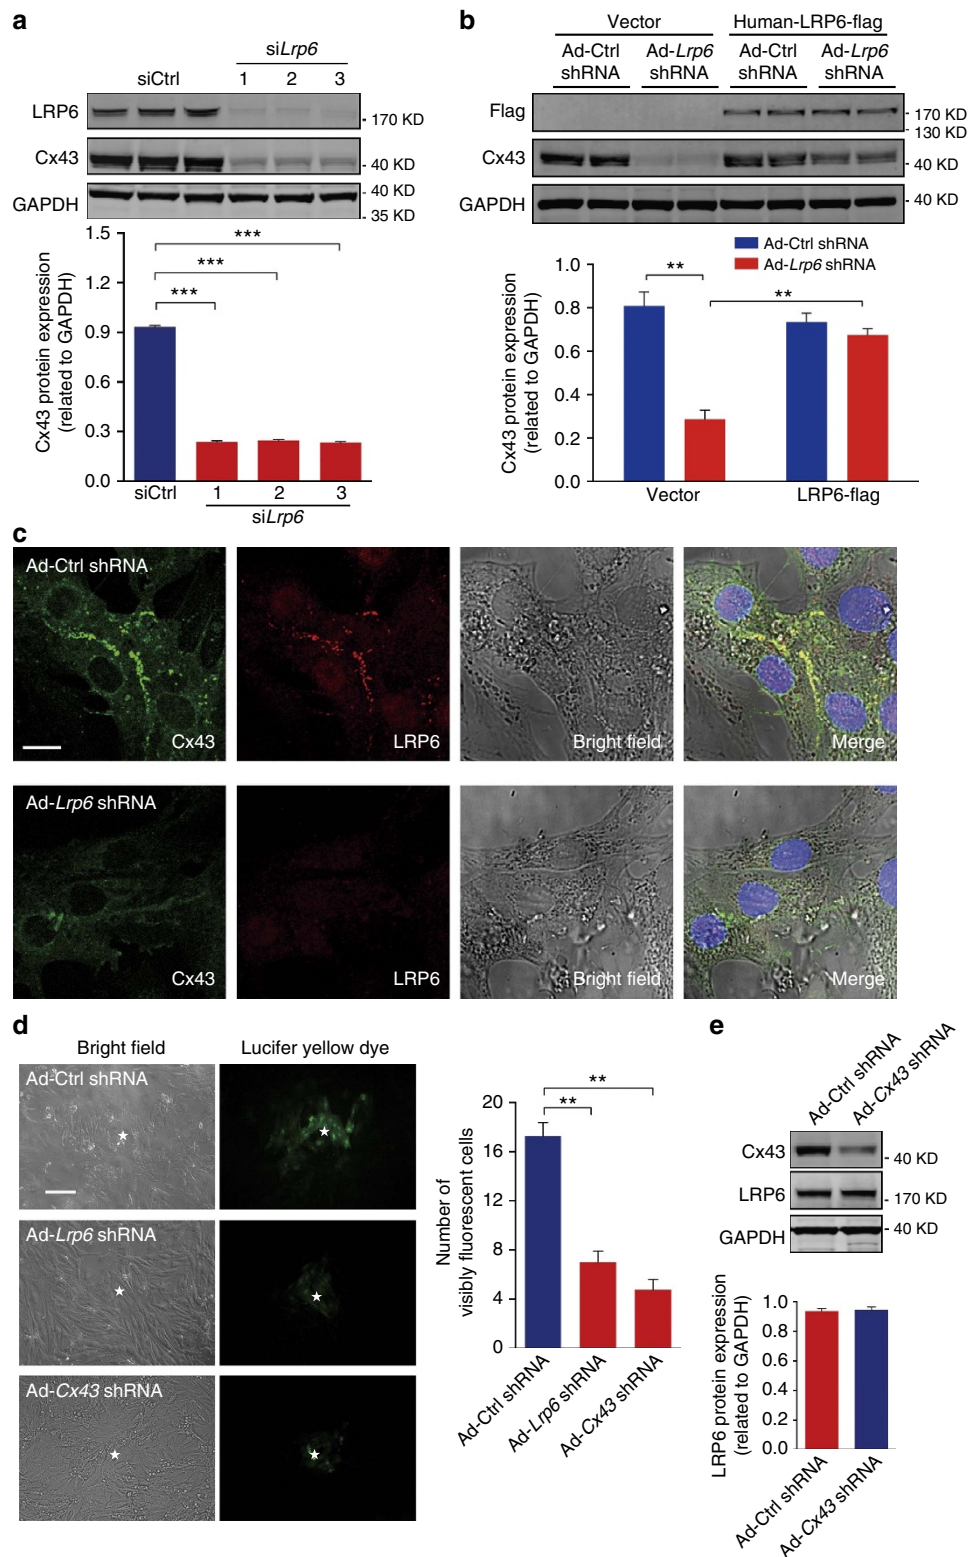 a
siLrp6
siCtrl 1 2 3
LRP6
- 170 KD
Cx43
- 40 KD
GAPDH
- 40 KD
- 35 KD
Cx43 protein expression
(related to GAPDH)
1.5
1.2
0.9
0.6
0.3
0.0
***
***
***
siCtrl 1 2 3
siLrp6
b
Vector Human-LRP6-flag
Ad-Ctrl shRNA Ad-Lrp6 shRNA Ad-Ctrl shRNA Ad-Lrp6 shRNA
Flag
- 170 KD
- 130 KD
Cx43
- 40 KD
GAPDH
- 40 KD
Ad-Ctrl shRNA
Ad-Lrp6 shRNA
Cx43 protein expression
(related to GAPDH)
1.0
0.8
0.6
0.4
0.2
0.0
**
**
Vector LRP6-flag
c
Ad-Ctrl shRNA
Cx43 LRP6 Bright field Merge
Ad-Lrp6 shRNA
Cx43 LRP6 Bright field Merge
d
Bright field Lucifer yellow dye
Ad-Ctrl shRNA
Ad-Lrp6 shRNA
Ad-Cx43 shRNA
Number of
visibly fluorescent cells
20
16
12
8
4
0
**
**
Ad-Ctrl shRNA
Ad-Lrp6 shRNA
Ad-Cx43 shRNA
e
Ad-Ctrl shRNA
Ad-Cx43 shRNA
Cx43
- 40 KD
LRP6
- 170 KD
GAPDH
- 40 KD
LRP6 protein expression
(related to GAPDH)
1.0
0.8
0.6
0.4
0.2
0.0
Ad-Ctrl shRNA
Ad-Cx43 shRNA